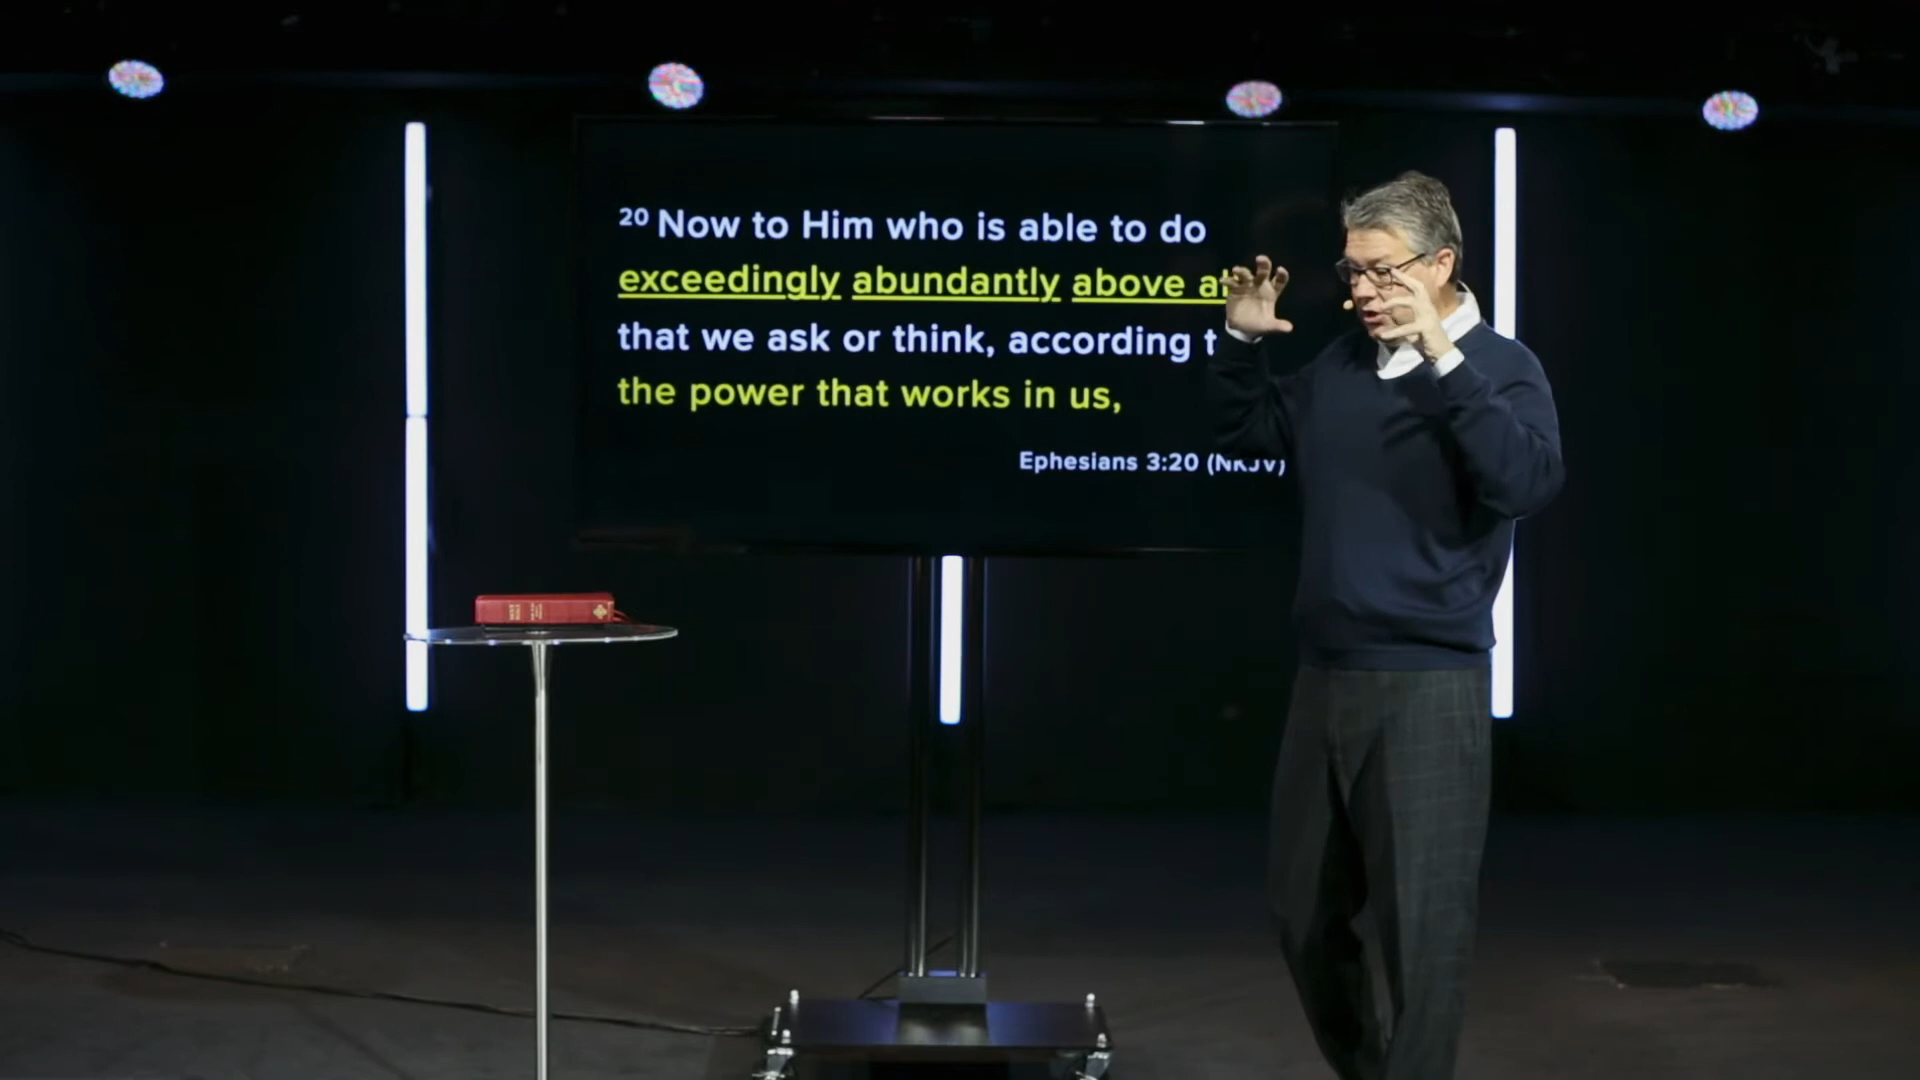 20 Now to Him who is able to do
exceedingly abundantly above
that we ask or think, according
the power that works in us,
Ephesians 3:20 (NKJV)